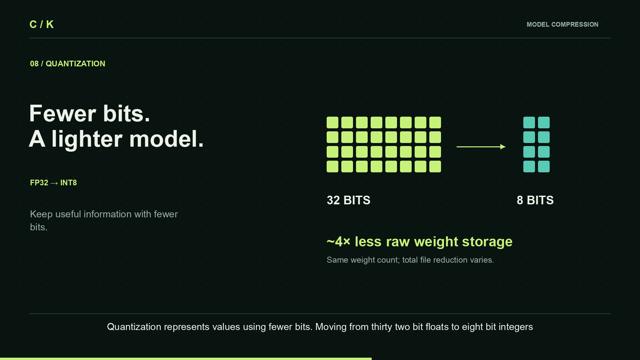 C / K
MODEL COMPRESSION
08 / QUANTIZATION
Fewer bits.
A lighter model.
FP32 → INT8
Keep useful information with fewer
bits.
32 BITS
8 BITS
~4× less raw weight storage
Same weight count; total file reduction varies.
Quantization represents values using fewer bits. Moving from thirty two bit floats to eight bit integers